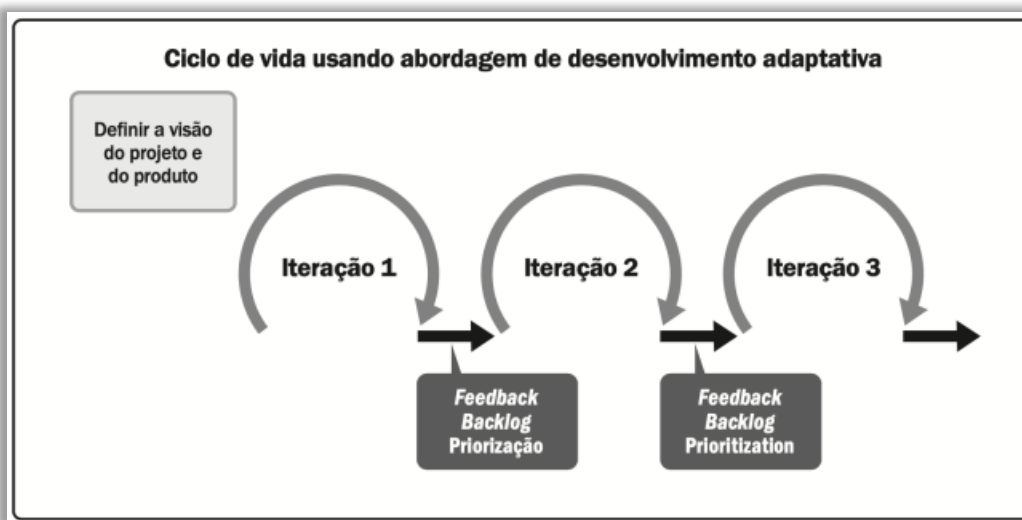 Ciclo de vida usando abordagem de desenvolvimento adaptativa
Definir a visão
do projeto e
do produto
Iteração 1
Iteração 2
Iteração 3
Feedback
Backlog
Priorização
Feedback
Backlog
Prioritization